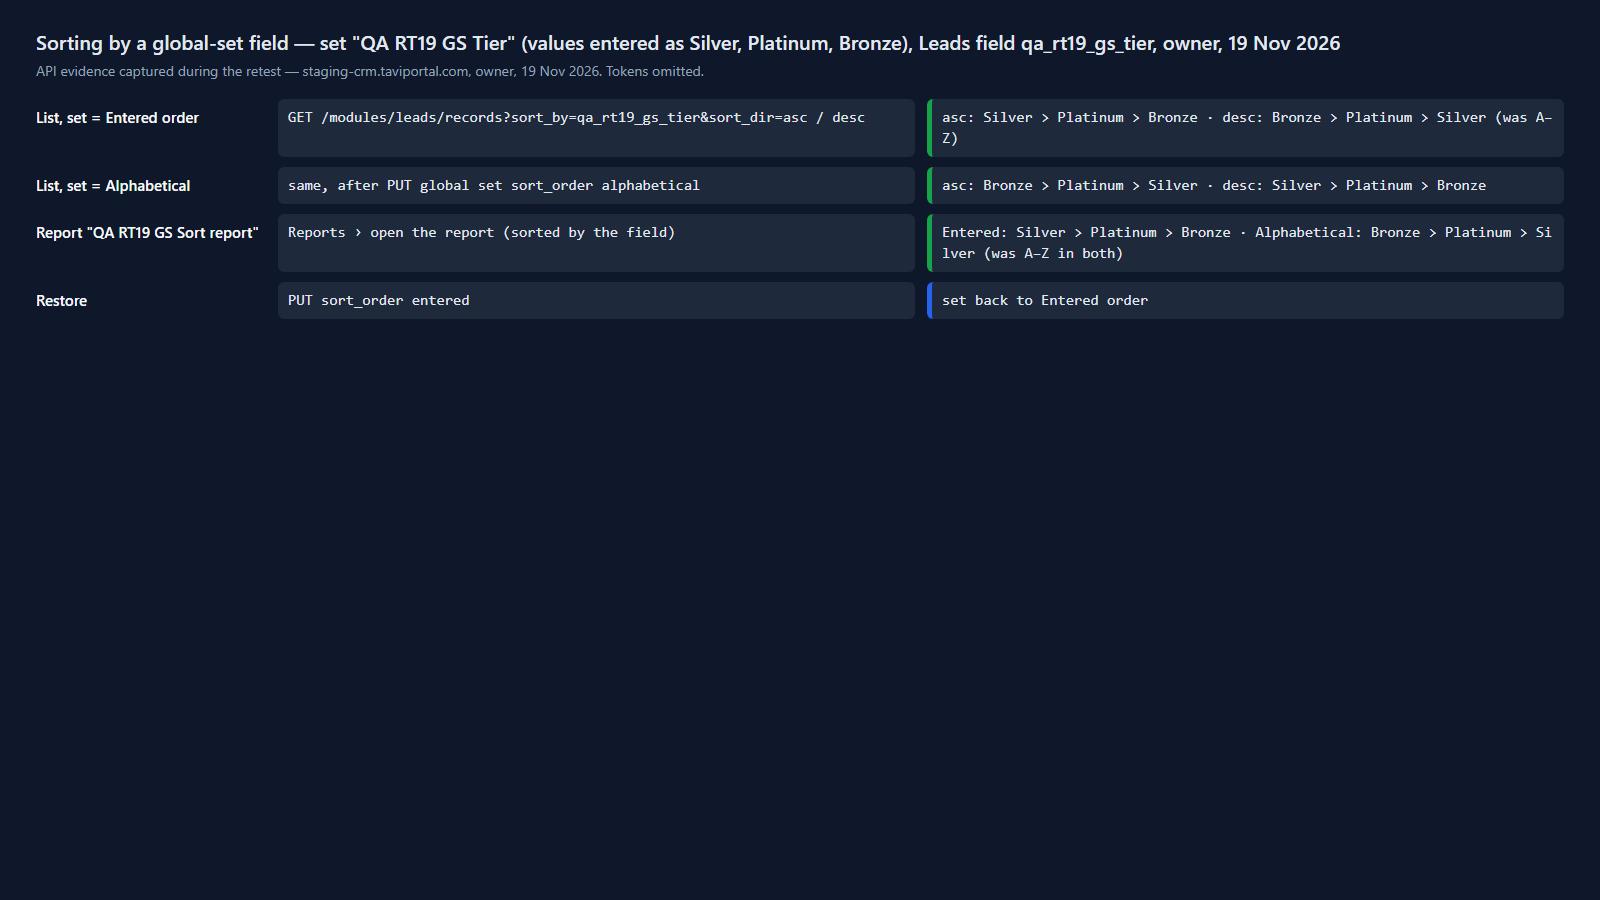 Sorting by a global-set field — set "QA RT19 GS Tier" (values entered as Silver, Platinum, Bronze), Leads field qa_rt19_gs_tier, owner, 19 Nov 2026
API evidence captured during the retest — staging-crm.taviportal.com, owner, 19 Nov 2026. Tokens omitted.
List, set = Entered order
GET /modules/leads/records?sort_by=qa_rt19_gs_tier&sort_dir=asc / desc
asc: Silver > Platinum > Bronze · desc: Bronze > Platinum > Silver (was A–
Z)
List, set = Alphabetical
same, after PUT global set sort_order alphabetical
asc: Bronze > Platinum > Silver · desc: Silver > Platinum > Bronze
Report "QA RT19 GS Sort report"
Reports › open the report (sorted by the field)
Entered: Silver > Platinum > Bronze · Alphabetical: Bronze > Platinum > Si
lver (was A–Z in both)
Restore
PUT sort_order entered
set back to Entered order